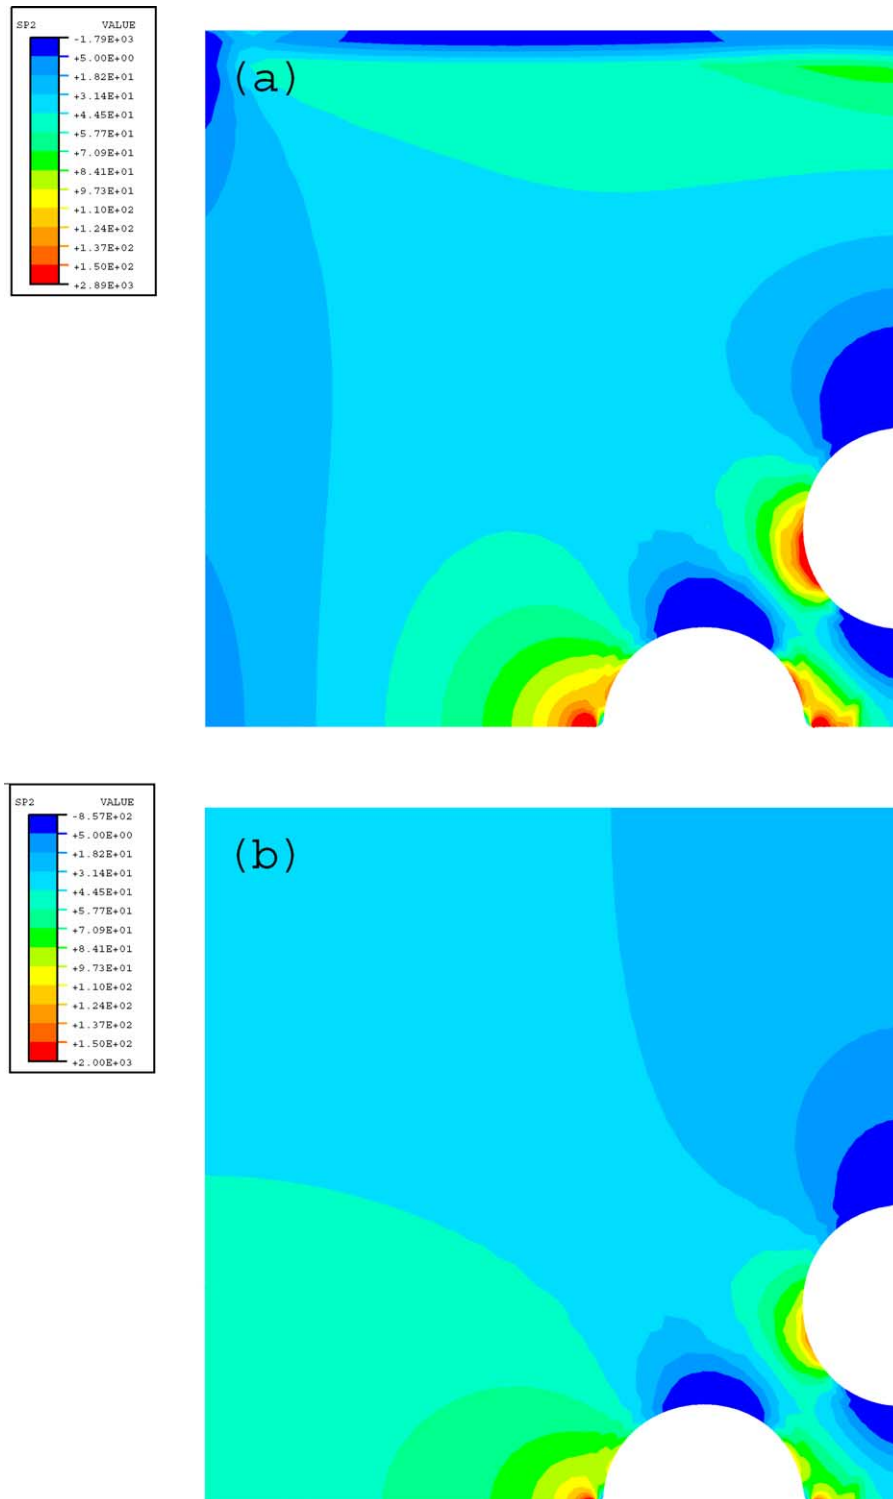 SP2 VALUE
-1.79E+03
+5.00E+00
+1.82E+01
+3.14E+01
+4.45E+01
+5.77E+01
+7.09E+01
+8.41E+01
+9.73E+01
+1.10E+02
+1.24E+02
+1.37E+02
+1.50E+02
+2.89E+03
(a)
SP2 VALUE
-8.57E+02
+5.00E+00
+1.82E+01
+3.14E+01
+4.45E+01
+5.77E+01
+7.09E+01
+8.41E+01
+9.73E+01
+1.10E+02
+1.24E+02
+1.37E+02
+1.50E+02
+2.00E+03
(b)